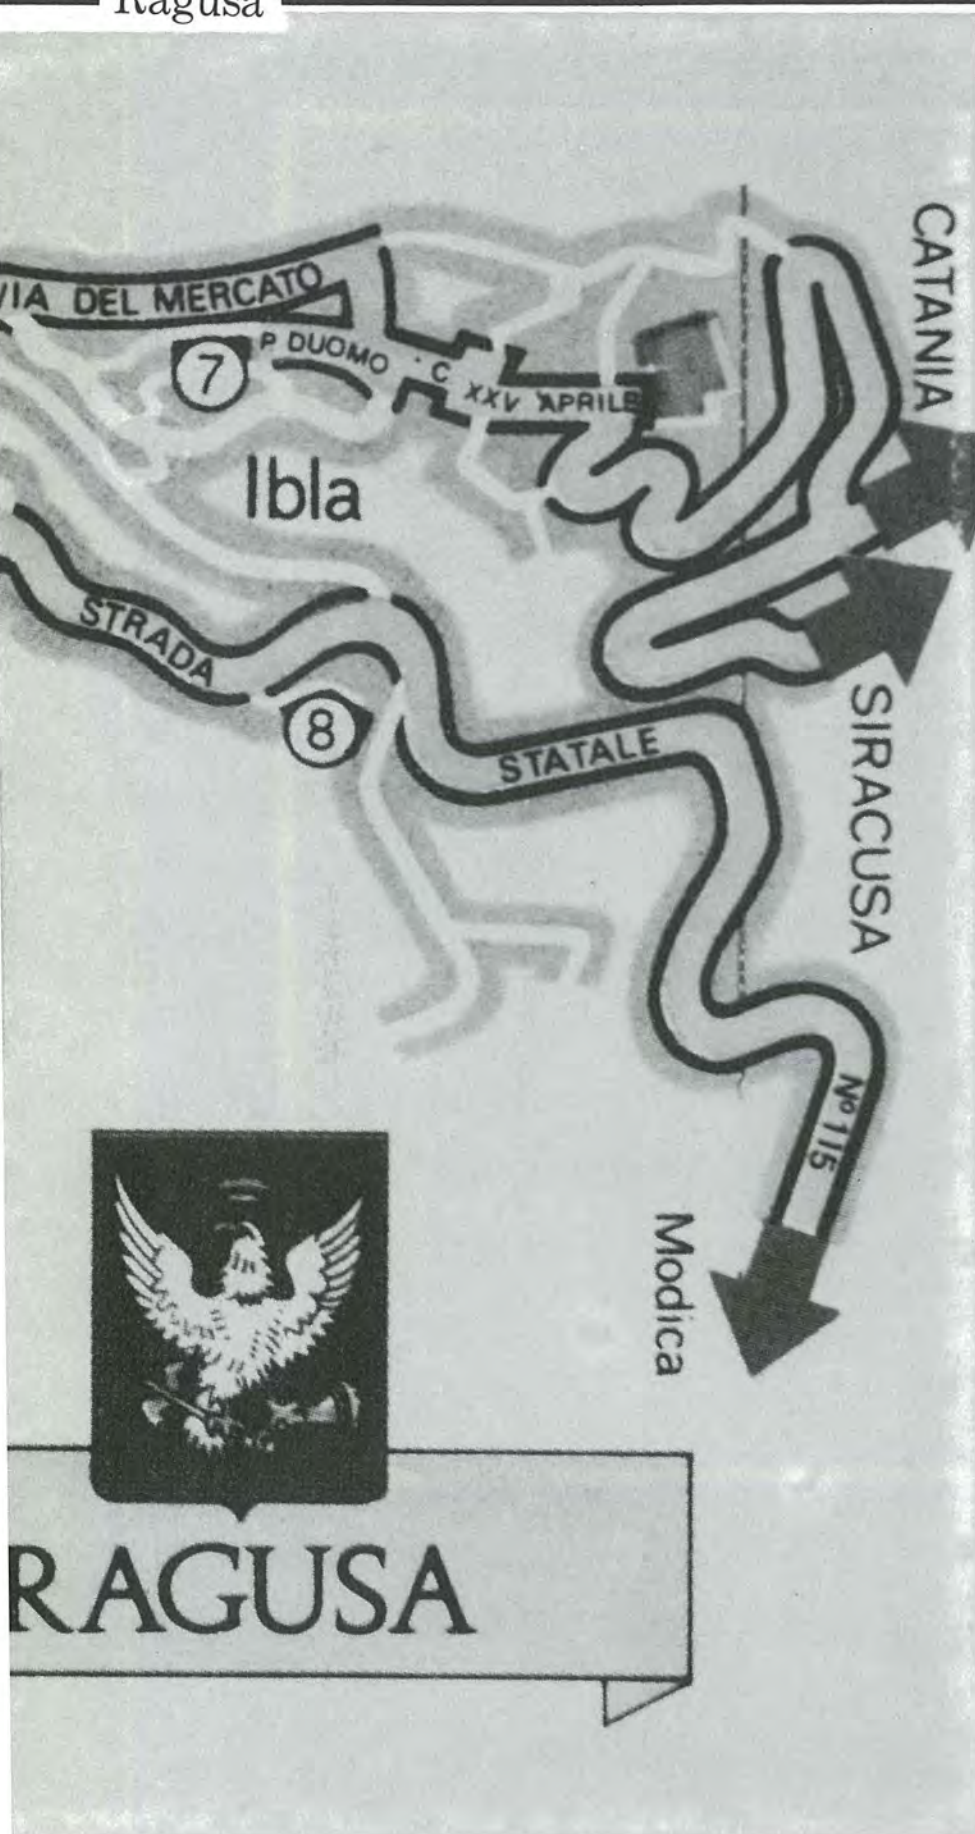 Ragusa
CATANIA
VIA DEL MERCATO
7
P DUOMO
C XXV APRILE
Ibla
STRADA
8
STATALE
SIRACUSA
Nº 115
Modica
RAGUSA